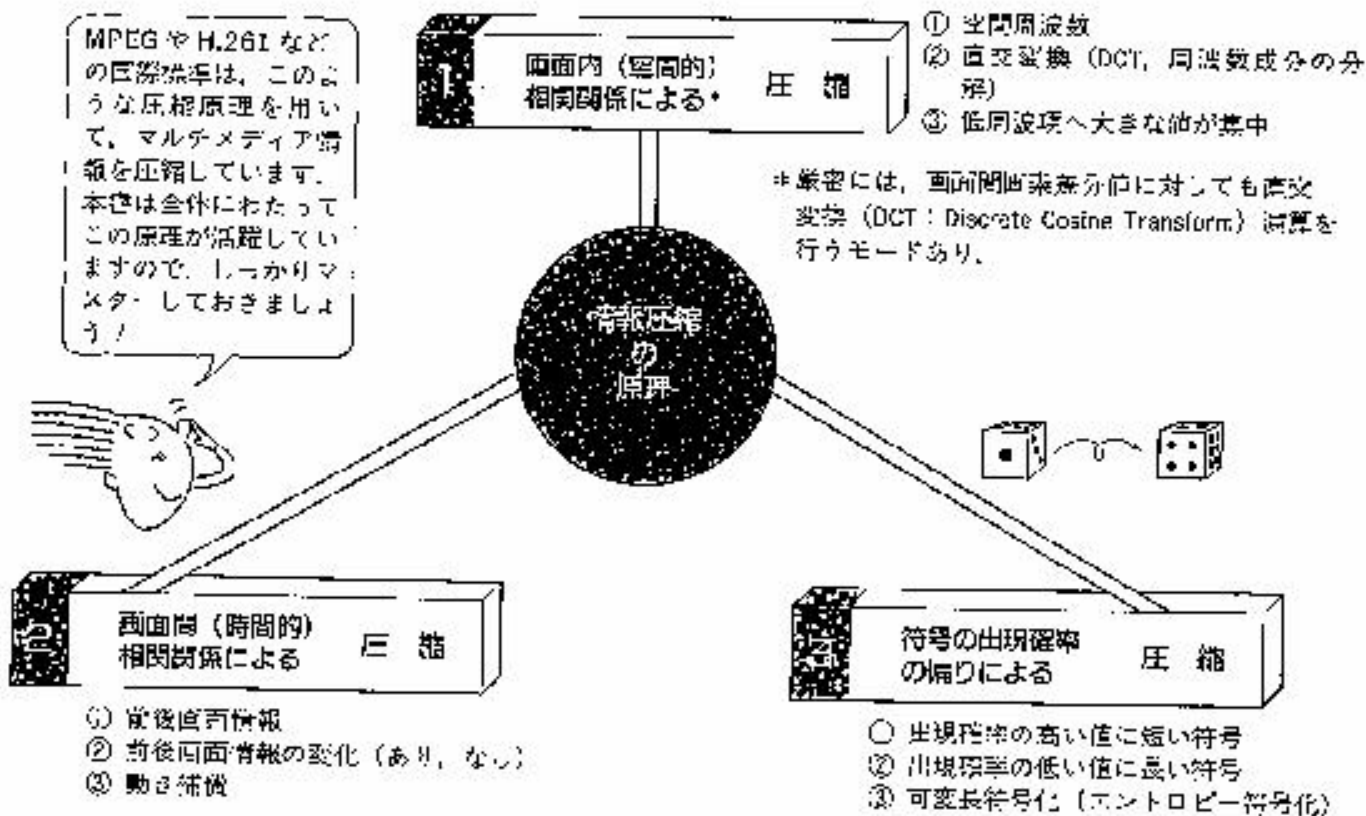 MPEG や H.261 など
の国際標準は，このよ
うな圧縮原理を用い
て，マルチメディア情
報を圧縮しています．
本書は全体にわたって
この原理が活躍してい
ますので，しっかりマ
スターしておきましょ
う！
1
画面内（空間的）
相関関係による*
圧縮
① 空間周波数
② 直交変換（DCT，周波数成分の分
解）
③ 低周波項へ大きな値が集中
*厳密には，画面間画素差分値に対しても直交
変換（DCT：Discrete Cosine Transform）演算を
行うモードあり．
情報圧縮
の
原理
2
画面間（時間的）
相関関係による
圧縮
① 前後画面情報
② 前後画面情報の変化（あり，なし）
③ 動き補償
3
符号の出現確率
の偏りによる
圧縮
① 出現確率の高い値に短い符号
② 出現確率の低い値に長い符号
③ 可変長符号化（エントロピー符号化）